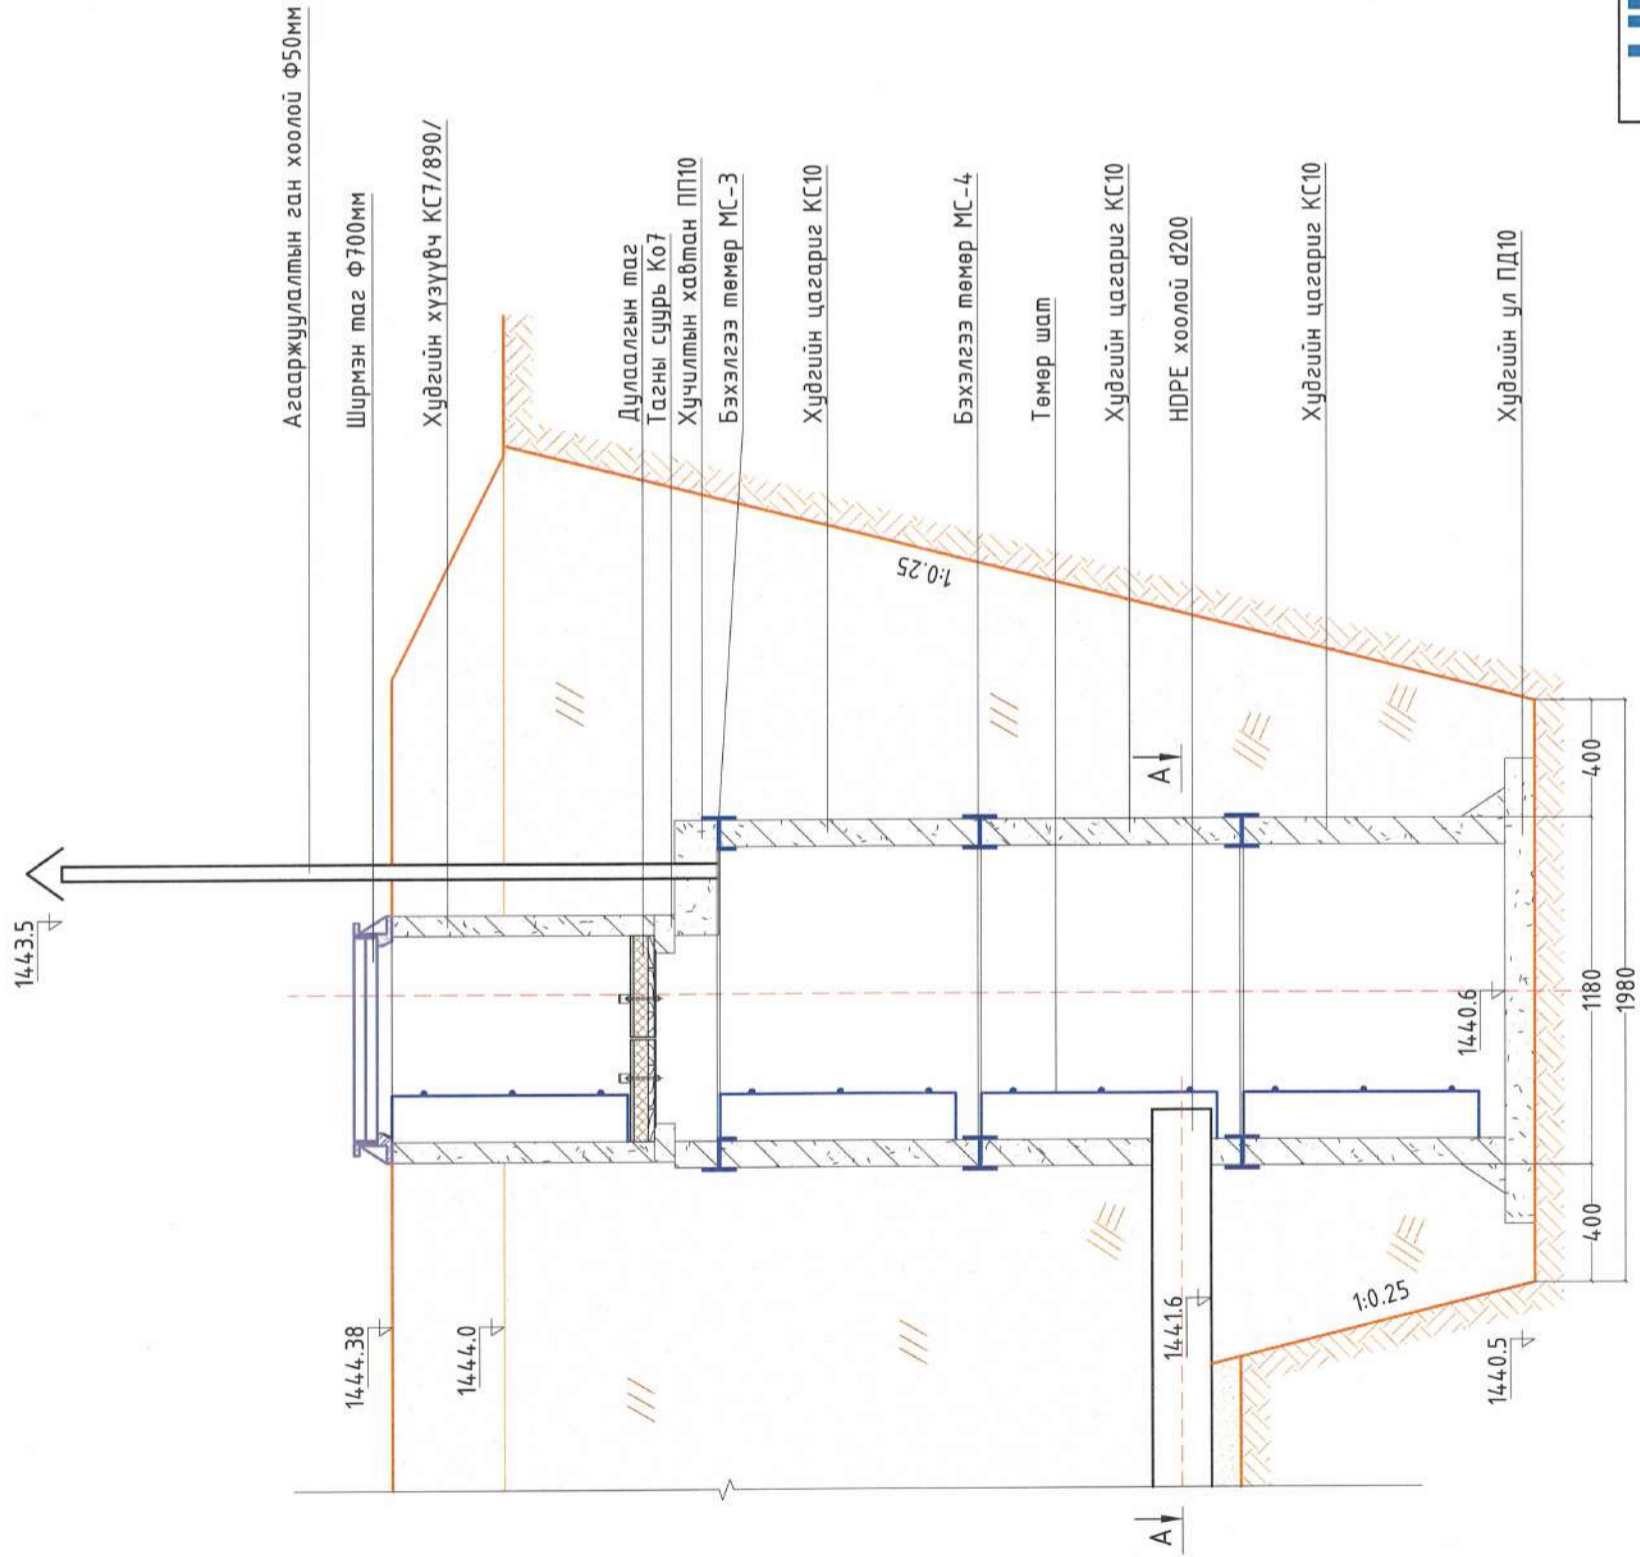 Агааржуулалтын ган хоолой Ф50мм
Ширмэн таг Ф700мм
Худгийн хүзүүвч КС7/890/
Дулаалгын таг
Тагны суурь Ко7
Хучилтын хавтан ПП10
Бэхэлгээ төмөр МС-3
Худгийн цагариг КС10
Бэхэлгээ төмөр МС-4
Төмөр шат
Худгийн цагариг КС10
HDPE хоолой d200
Худгийн цагариг КС10
Худгийн ул ПД10
1443.5
1444.38
1444.0
1:0.25
А
А
1441.6
1440.6
1:0.25
1440.5
400
1180
400
1980